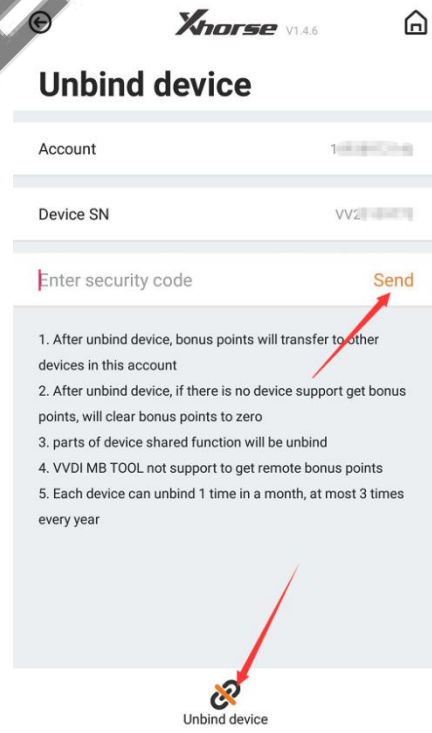 Xhorse V1.4.6
Unbind device
Account 1
Device SN VV2
Enter security code Send
1. After unbind device, bonus points will transfer to other
devices in this account
2. After unbind device, if there is no device support get bonus
points, will clear bonus points to zero
3. parts of device shared function will be unbind
4. VVDI MB TOOL not support to get remote bonus points
5. Each device can unbind 1 time in a month, at most 3 times
every year
Unbind device